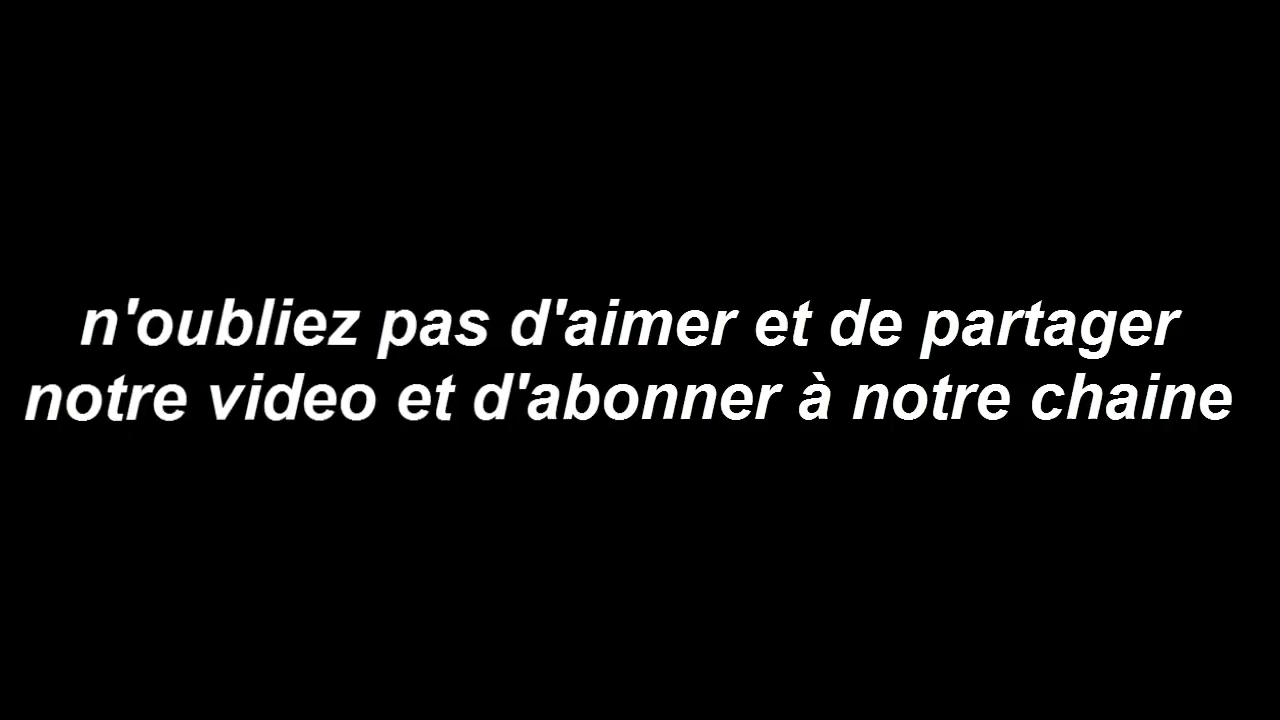 n'oubliez pas d'aimer et de partager
notre video et d'abonner à notre chaine